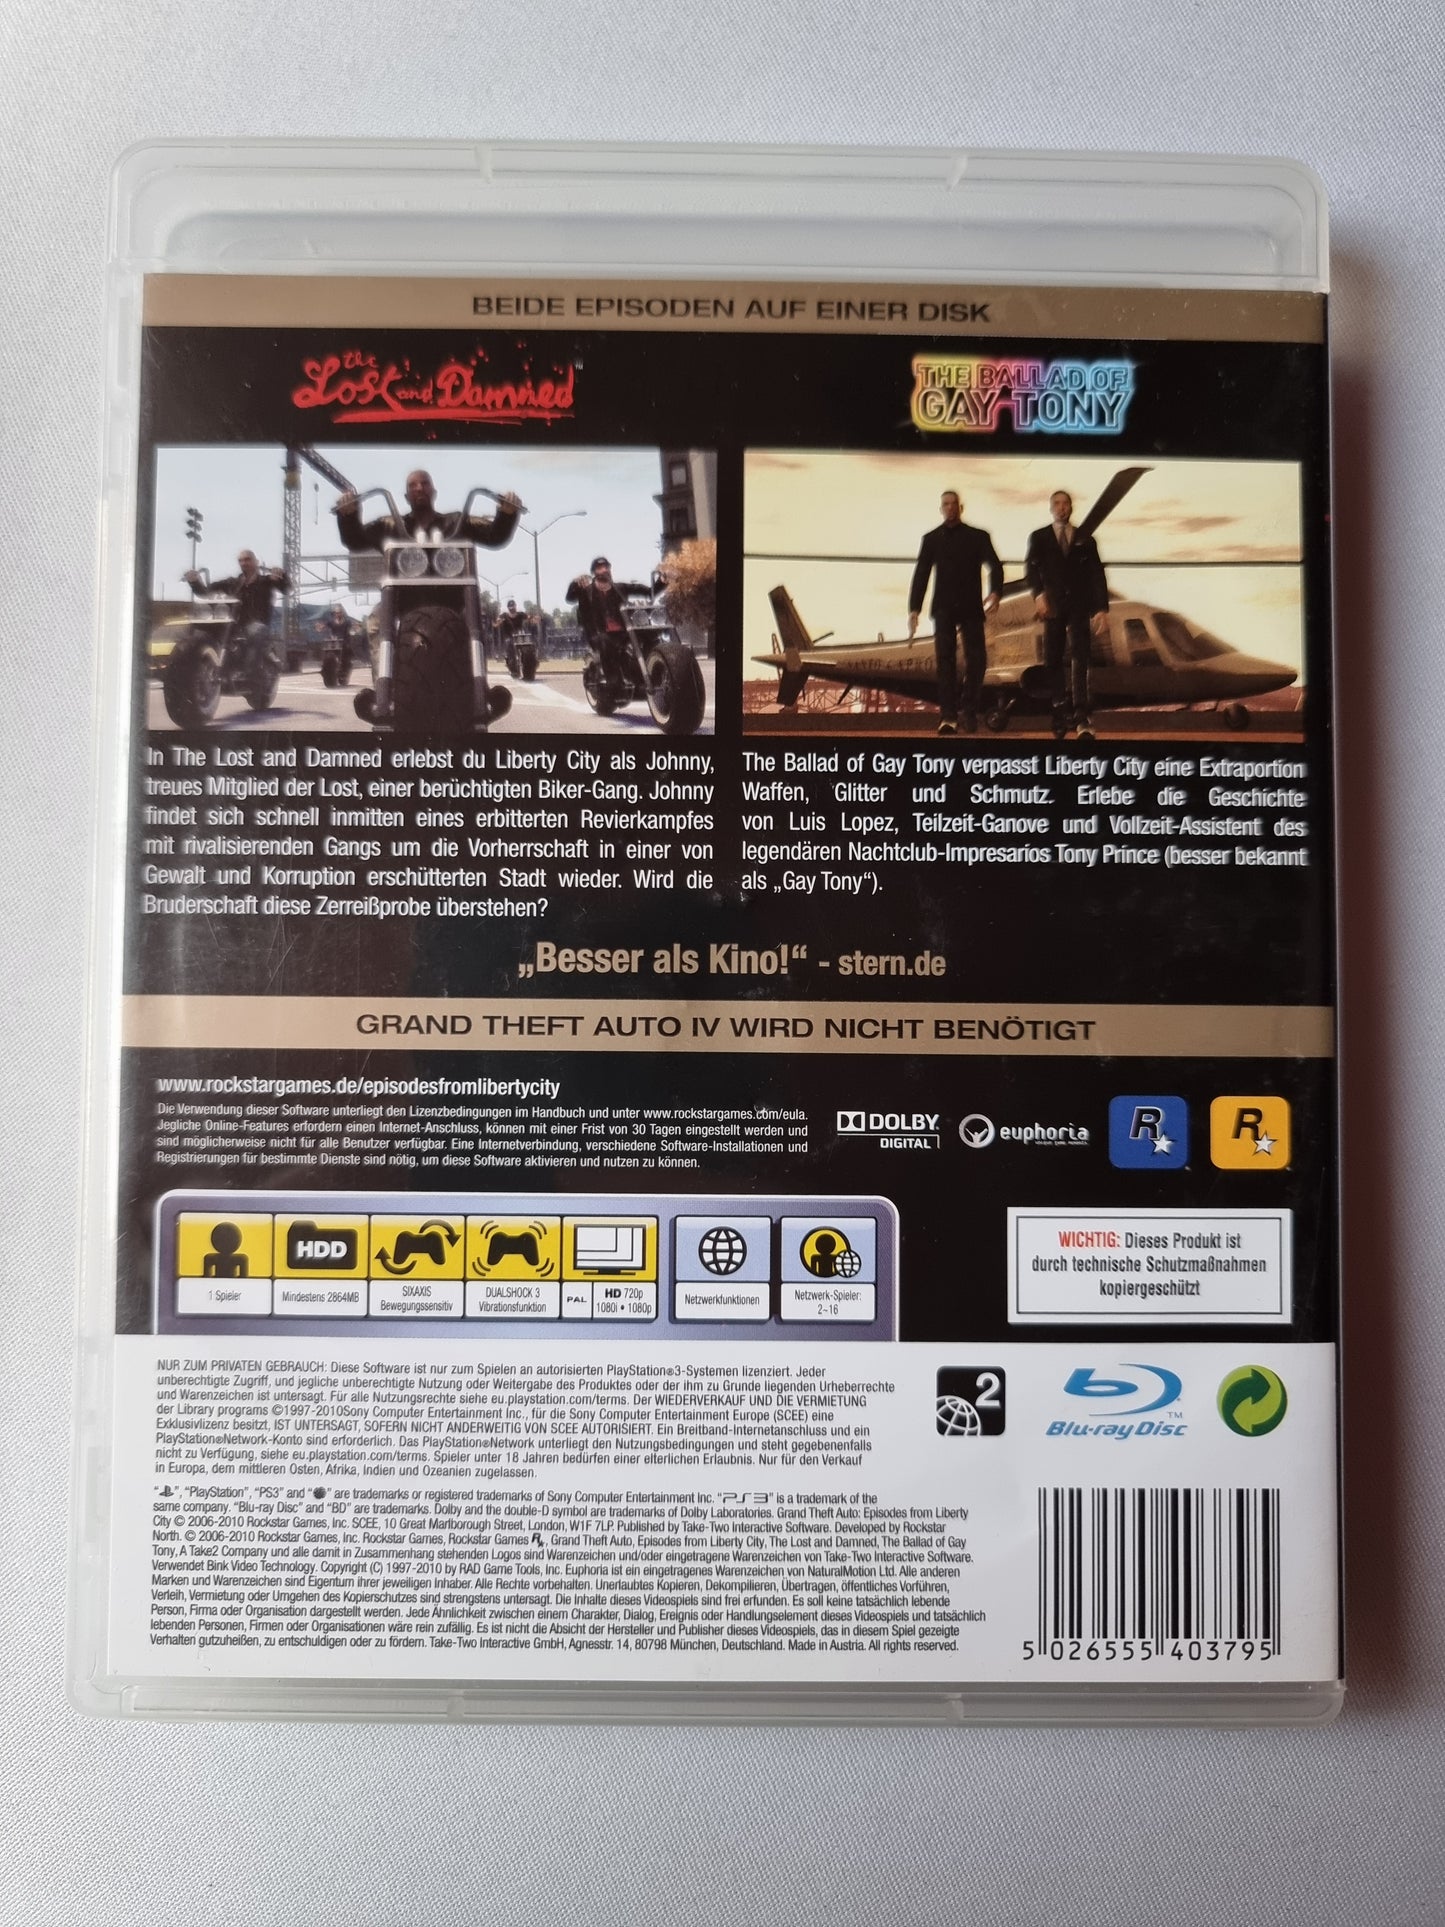 BEIDE EPISODEN AUF EINER DISK
the
Lost and Damned™
THE BALLAD OF
GAY TONY
In The Lost and Damned erlebst du Liberty City als Johnny,
treues Mitglied der Lost, einer berüchtigten Biker-Gang. Johnny
findet sich schnell inmitten eines erbitterten Revierkampfes
mit rivalisierenden Gangs um die Vorherrschaft in einer von
Gewalt und Korruption erschütterten Stadt wieder. Wird die
Bruderschaft diese Zerreißprobe überstehen?
The Ballad of Gay Tony verpasst Liberty City eine Extraportion
Waffen, Glitter und Schmutz. Erlebe die Geschichte
von Luis Lopez, Teilzeit-Ganove und Vollzeit-Assistent des
legendären Nachtclub-Impresarios Tony Prince (besser bekannt
als „Gay Tony“).
„Besser als Kino!“ - stern.de
GRAND THEFT AUTO IV WIRD NICHT BENÖTIGT
www.rockstargames.de/episodesfromlibertycity
Die Verwendung dieser Software unterliegt den Lizenzbedingungen im Handbuch und unter www.rockstargames.com/eula.
Jegliche Online-Features erfordern einen Internet-Anschluss, können mit einer Frist von 30 Tagen eingestellt werden und
sind möglicherweise nicht für alle Benutzer verfügbar. Eine Internetverbindung, verschiedene Software-Installationen und
Registrierungen für bestimmte Dienste sind nötig, um diese Software aktivieren und nutzen zu können.
DOLBY
DIGITAL
euphoria
R
R
HDD
1 Spieler
Mindestens 2864MB
SIXAXIS
Bewegungssensitiv
DUALSHOCK 3
Vibrationsfunktion
PAL
HD 720p
1080i • 1080p
Netzwerkfunktionen
Netzwerk-Spieler:
2–16
WICHTIG: Dieses Produkt ist
durch technische Schutzmaßnahmen
kopiergeschützt
NUR ZUM PRIVATEN GEBRAUCH: Diese Software ist nur zum Spielen an autorisierten PlayStation®3-Systemen lizenziert. Jeder
unberechtigte Zugriff, und jegliche unberechtigte Nutzung oder Weitergabe des Produktes oder der ihm zu Grunde liegenden Urheberrechte
und Warenzeichen ist untersagt. Für alle Nutzungsrechte siehe eu.playstation.com/terms. Der WIEDERVERKAUF UND DIE VERMIETUNG
der Library programs ©1997-2010Sony Computer Entertainment Inc., für die Sony Computer Entertainment Europe (SCEE) eine
Exklusivlizenz besitzt, IST UNTERSAGT, SOFERN NICHT ANDERWEITIG VON SCEE AUTORISIERT. Ein Breitband-Internetanschluss und ein
PlayStation®Network-Konto sind erforderlich. Das PlayStation®Network unterliegt den Nutzungsbedingungen und steht gegebenenfalls
nicht zu Verfügung, siehe eu.playstation.com/terms. Spieler unter 18 Jahren bedürfen einer elterlichen Erlaubnis. Nur für den Verkauf
in Europa, dem mittleren Osten, Afrika, Indien und Ozeanien zugelassen.
2
Blu-ray Disc™
“ ”, “PlayStation”, “PS3” and “ ” are trademarks or registered trademarks of Sony Computer Entertainment Inc. “PS3” is a trademark of the
same company. “Blu-ray Disc” and “BD” are trademarks. Dolby and the double-D symbol are trademarks of Dolby Laboratories. Grand Theft Auto: Episodes from Liberty
City © 2006-2010 Rockstar Games, Inc. SCEE, 10 Great Marlborough Street, London, W1F 7LP. Published by Take-Two Interactive Software. Developed by Rockstar
North. © 2006-2010 Rockstar Games, Inc. Rockstar Games, Rockstar Games R, Grand Theft Auto, Episodes from Liberty City, The Lost and Damned, The Ballad of Gay
Tony, A Take2 Company und alle damit in Zusammenhang stehenden Logos sind Warenzeichen und/oder eingetragene Warenzeichen von Take-Two Interactive Software.
Verwendet Bink Video Technology. Copyright (C) 1997-2010 by RAD Game Tools, Inc. Euphoria ist ein eingetragenes Warenzeichen von NaturalMotion Ltd. Alle anderen
Marken und Warenzeichen sind Eigentum ihrer jeweiligen Inhaber. Alle Rechte vorbehalten. Unerlaubtes Kopieren, Dekompilieren, Übertragen, öffentliches Vorführen,
Verleih, Vermietung oder Umgehen des Kopierschutzes sind strengstens untersagt. Die Inhalte dieses Videospiels sind frei erfunden. Es soll keine tatsächlich lebende
Person, Firma oder Organisation dargestellt werden. Jede Ähnlichkeit zwischen einem Charakter, Dialog, Ereignis oder Handlungselement dieses Videospiels und tatsächlich
lebenden Personen, Firmen oder Organisationen wäre rein zufällig. Es ist nicht die Absicht der Hersteller und Publisher dieses Videospiels, das in diesem Spiel gezeigte
Verhalten gutzuheißen, zu entschuldigen oder zu fördern. Take-Two Interactive GmbH, Agnesstr. 14, 80798 München, Deutschland. Made in Austria. All rights reserved.
5 026555 403795